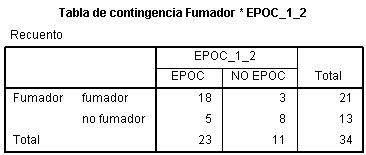 Tabla de contingencia Fumador * EPOC_1_2
Recuento
EPOC_1_2
EPOC NO EPOC Total
Fumador fumador 18 3 21
no fumador 5 8 13
Total 23 11 34